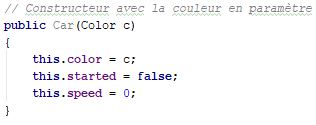 // Constructeur avec la couleur en paramètre
public Car(Color c)
{
    this.color = c;
    this.started = false;
    this.speed = 0;
}